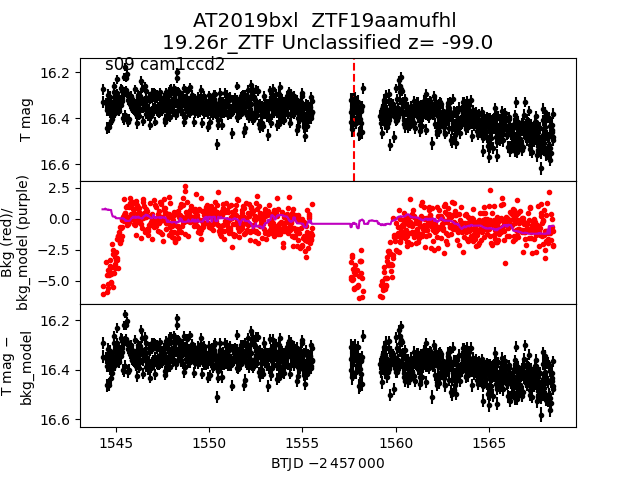 AT2019bxl  ZTF19aamufhl
19.26r_ZTF Unclassified z= -99.0
s09 cam1ccd2
16.2
16.4
16.6
T mag
2.5
0.0
−2.5
−5.0
Bkg (red)/
bkg_model (purple)
16.2
16.4
16.6
T mag −
bkg_model
1545
1550
1555
1560
1565
BTJD −2 457 000